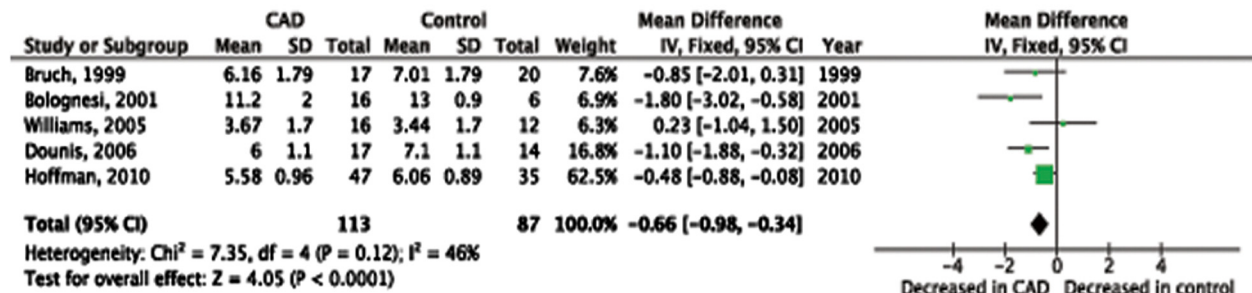 CAD Control Mean Difference Mean Difference
Study or Subgroup Mean SD Total Mean SD Total Weight IV, Fixed, 95% CI Year IV, Fixed, 95% CI
Bruch, 1999 6.16 1.79 17 7.01 1.79 20 7.6% -0.85 [-2.01, 0.31] 1999
Bolognesi, 2001 11.2 2 16 13 0.9 6 6.9% -1.80 [-3.02, -0.58] 2001
Williams, 2005 3.67 1.7 16 3.44 1.7 12 6.3% 0.23 [-1.04, 1.50] 2005
Dounis, 2006 6 1.1 17 7.1 1.1 14 16.8% -1.10 [-1.88, -0.32] 2006
Hoffman, 2010 5.58 0.96 47 6.06 0.89 35 62.5% -0.48 [-0.88, -0.08] 2010
Total (95% CI) 113 87 100.0% -0.66 [-0.98, -0.34]
Heterogeneity: Chi² = 7.35, df = 4 (P = 0.12); I² = 46%
Test for overall effect: Z = 4.05 (P < 0.0001)
-4 -2 0 2 4
Decreased in CAD Decreased in control